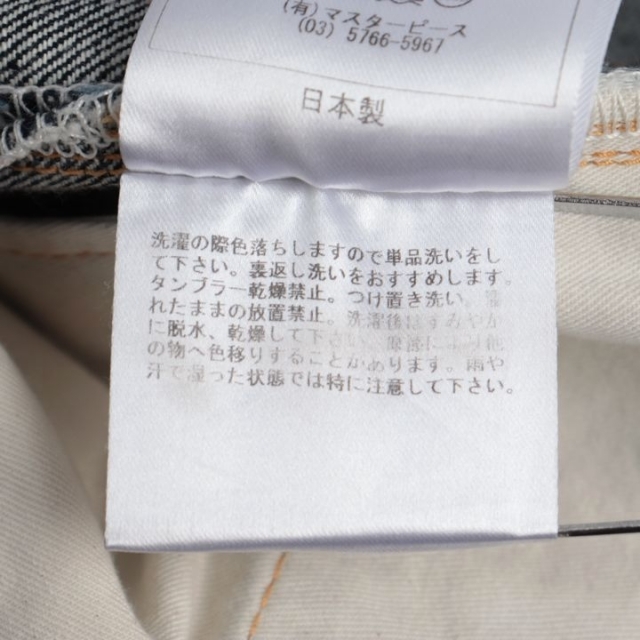 (有) マスターピース
(03) 5766-5967
日本製
洗濯の際色落ちしますので単品洗いをし
て下さい。裏返し洗いをおすすめします。
タンブラー乾燥禁止。つけ置き洗い、濡
れたままの放置禁止。洗濯後はすみやか
に脱水、乾燥して下さい。
の物へ色移りすることがあります。雨や
汗で湿った状態では特に注意して下さい。